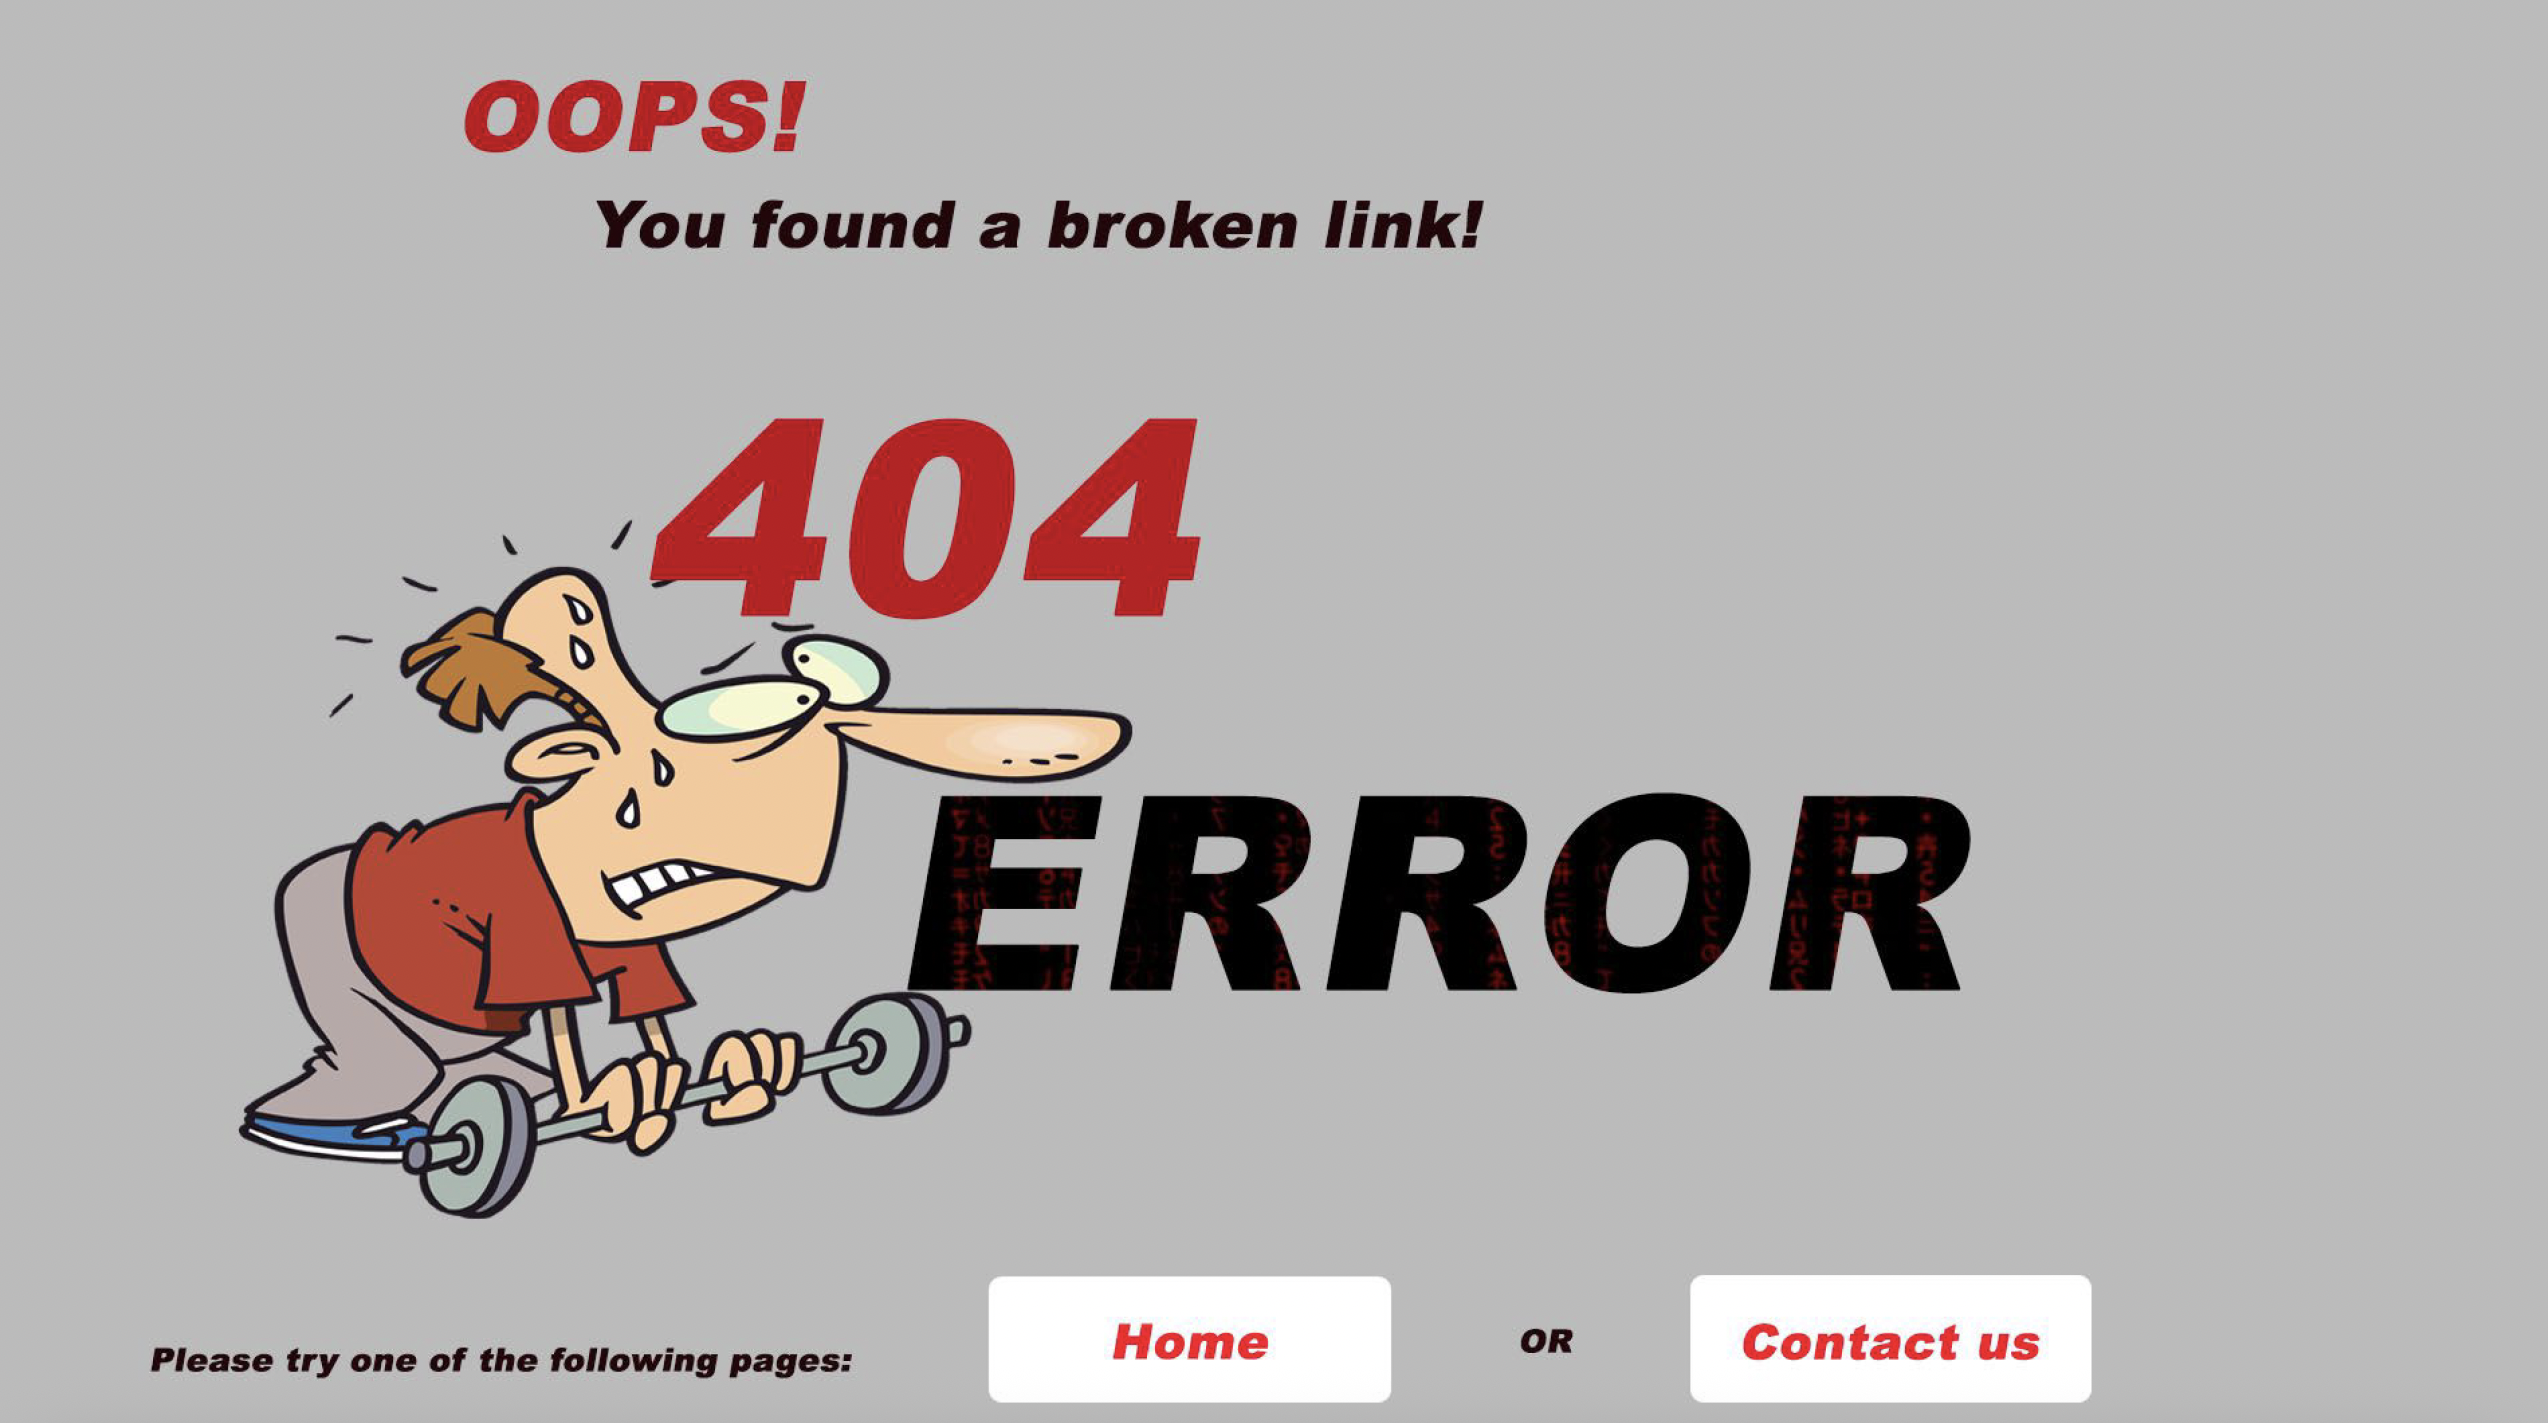 OOPS!
You found a broken link!
404
ERROR
Please try one of the following pages:
Home
OR
Contact us